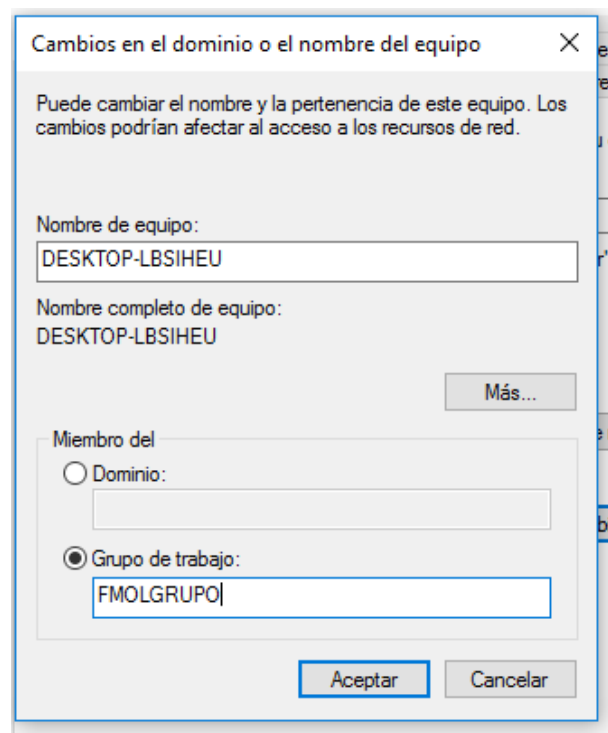 Cambios en el dominio o el nombre del equipo
Puede cambiar el nombre y la pertenencia de este equipo. Los
cambios podrían afectar al acceso a los recursos de red.
Nombre de equipo:
DESKTOP-LBSIHEU
Nombre completo de equipo:
DESKTOP-LBSIHEU
Más...
Miembro del
Dominio:
Grupo de trabajo:
FMOLGRUPO
Aceptar
Cancelar